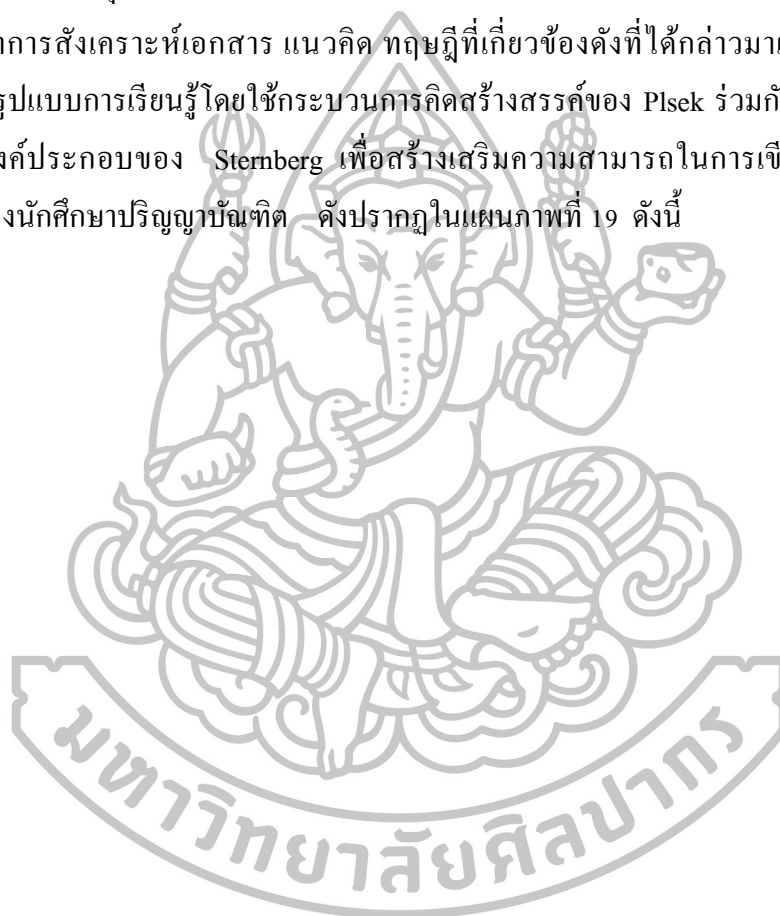 าการสังเคราะห์เอกสาร แนวคิด ทฤษฎีที่เกี่ยวข้องดังที่ได้กล่าวมา
รูปแบบการเรียนรู้โดยใช้กระบวนการคิดสร้างสรรค์ของ Plsek ร่วมกั
งค์ประกอบของ Sternberg เพื่อสร้างเสริมความสามารถในการเขี
งนักศึกษาปริญญาบัณฑิต ดังปรากฏในแผนภาพที่ 19 ดังนี้
มหาวิทยาลัยศิลปากร